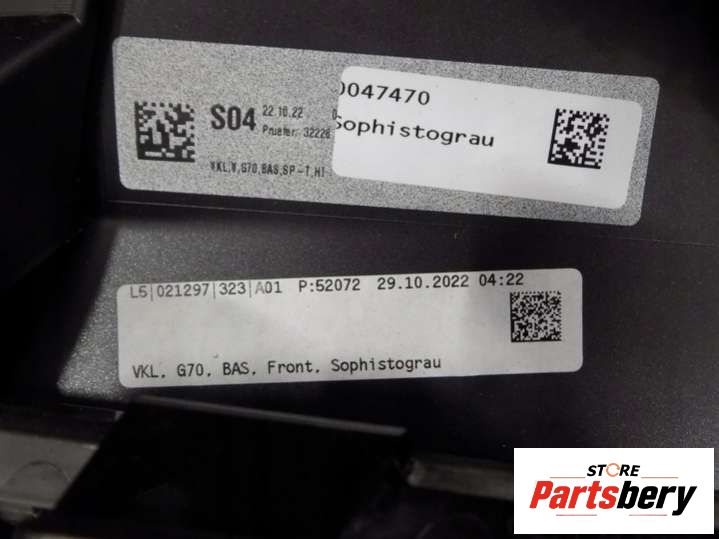 S04 22.10.22
Pruefer: 32226
0047470
Sophistograu
VKL,V,G70,BAS,SP-T,HI
L5|021297|323|A01 P:52072 29.10.2022 04:22
VKL, G70, BAS, Front, Sophistograu
STORE
Partsbery